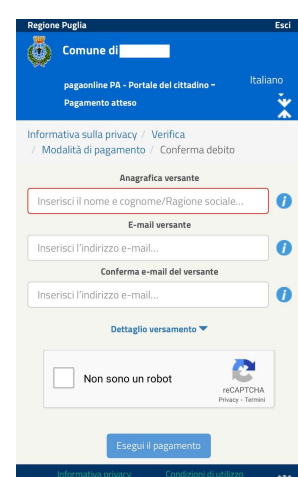 Regione Puglia Esci
Comune di
Italiano
pagaonline PA - Portale del cittadino -
Pagamento atteso
Informativa sulla privacy / Verifica
/ Modalità di pagamento / Conferma debito
Anagrafica versante
Inserisci il nome e cognome/Ragione sociale...
i
E-mail versante
Inserisci l'indirizzo e-mail...
i
Conferma e-mail del versante
Inserisci l'indirizzo e-mail...
i
Dettaglio versamento
Non sono un robot
reCAPTCHA
Privacy - Termini
Esegui il pagamento
Informativa privacy Condizioni di utilizzo